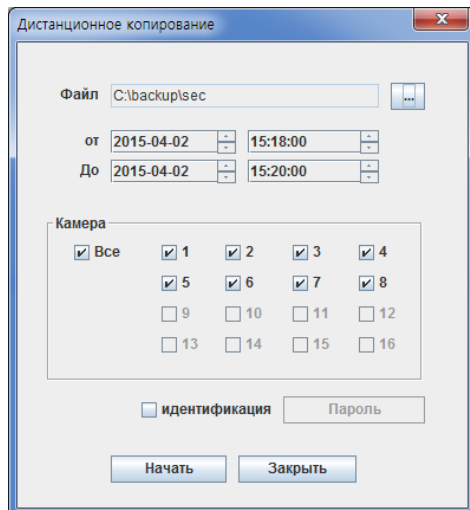 Дистанционное копирование
Файл C:\backup\sec ...
от 2015-04-02 15:18:00
До 2015-04-02 15:20:00
Камера
Все 1 2 3 4
5 6 7 8
9 10 11 12
13 14 15 16
идентификация Пароль
Начать Закрыть